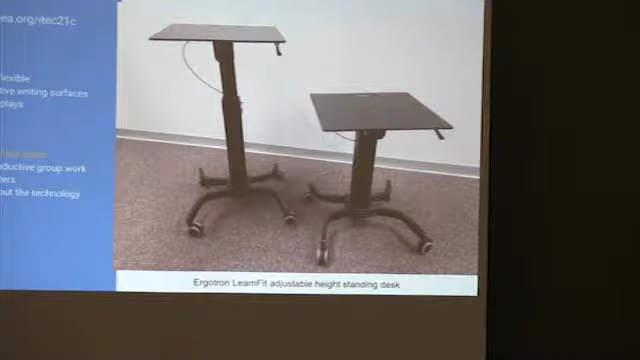 ea.org/itec21c
flexible
tive writing surfaces
plays
nductive group work
ters
out the technology
Ergotron LearnFit adjustable height standing desk